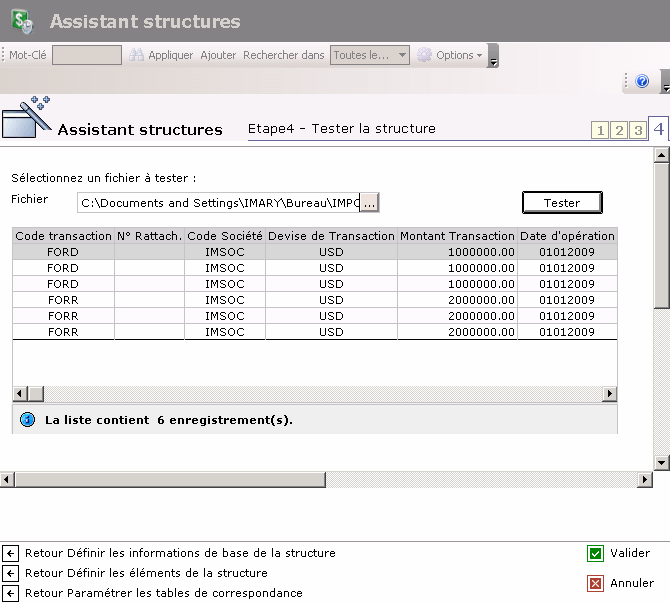 Assistant structures
Mot-Clé Appliquer Ajouter Rechercher dans Toutes le... Options
Assistant structures Etape4 - Tester la structure 1 2 3 4
Sélectionnez un fichier à tester :
Fichier C:\Documents and Settings\IMARY\Bureau\IMPC ... Tester
Code transaction N° Rattach. Code Société Devise de Transaction Montant Transaction Date d'opération
FORD IMSOC USD 1000000.00 01012009
FORD IMSOC USD 1000000.00 01012009
FORD IMSOC USD 1000000.00 01012009
FORR IMSOC USD 2000000.00 01012009
FORR IMSOC USD 2000000.00 01012009
FORR IMSOC USD 2000000.00 01012009
La liste contient 6 enregistrement(s).
Retour Définir les informations de base de la structure
Retour Définir les éléments de la structure
Retour Paramétrer les tables de correspondance
Valider
Annuler